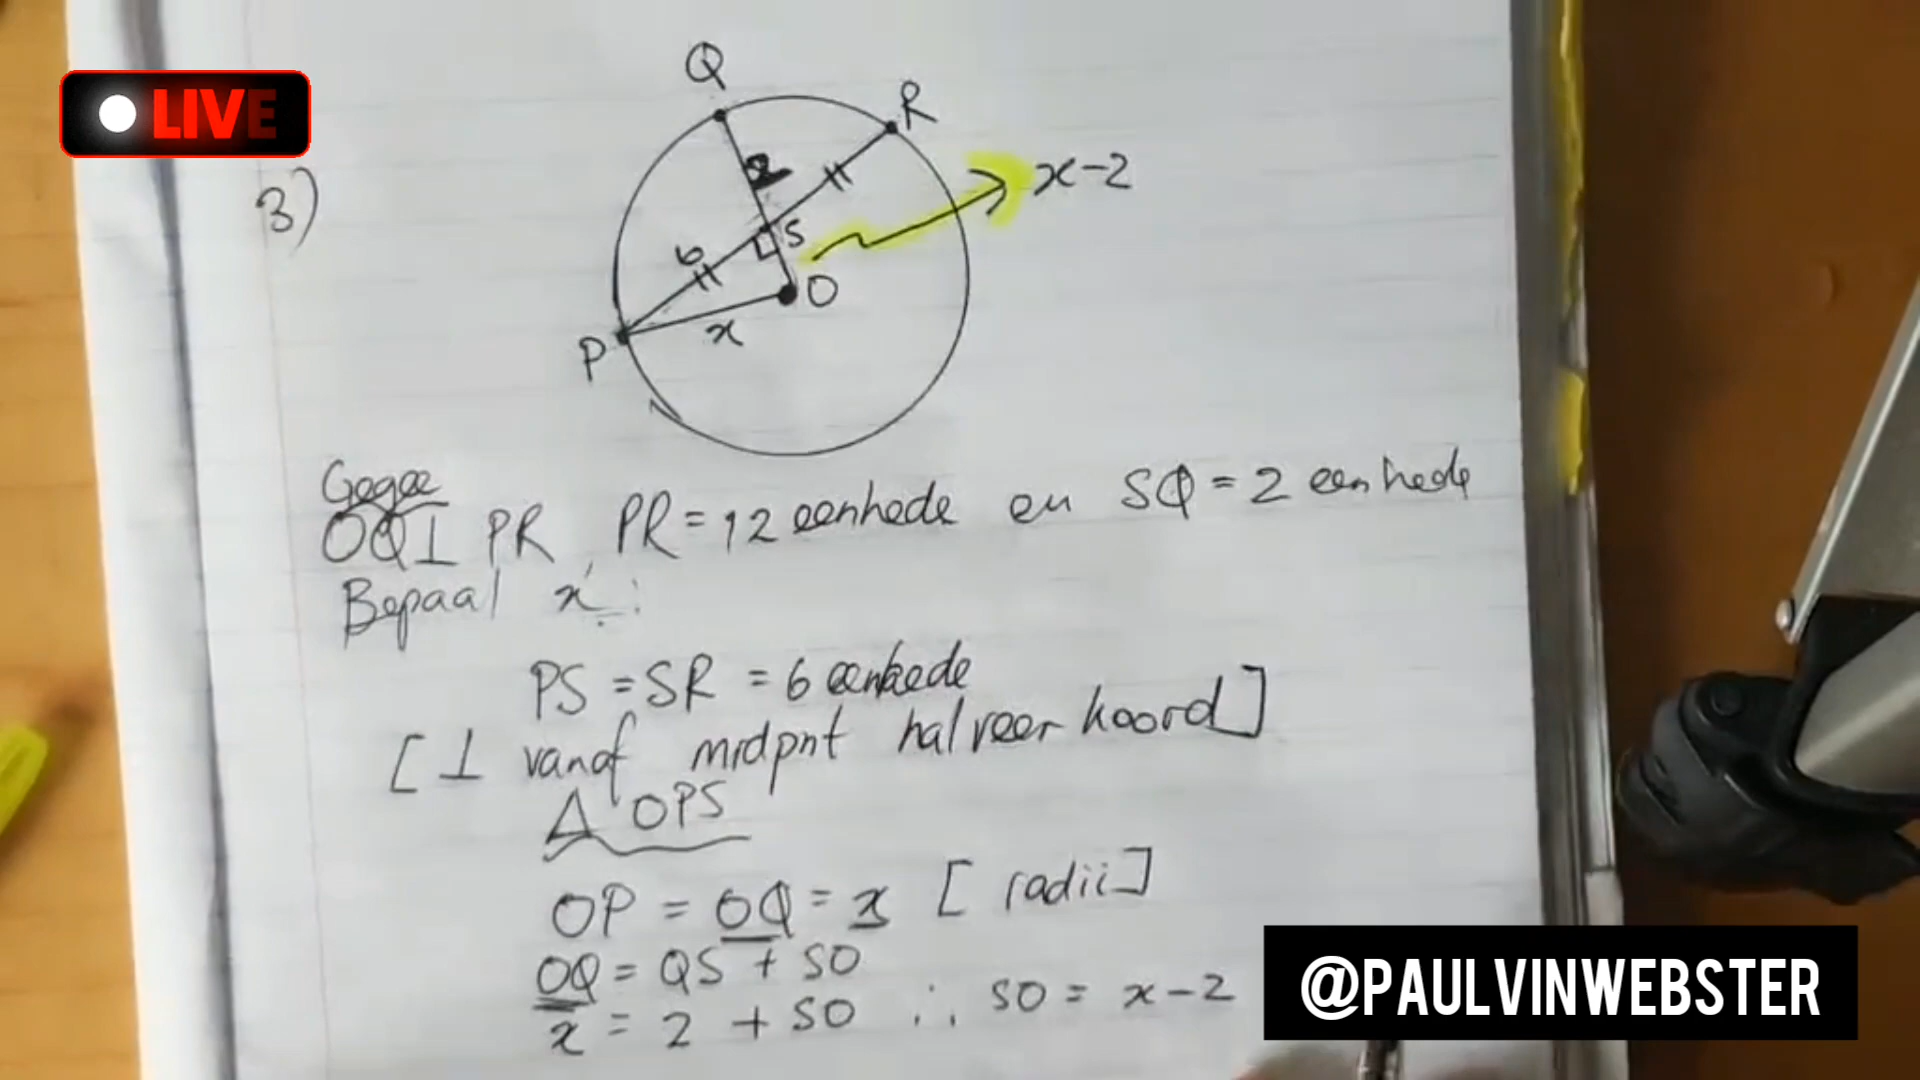 LIVE
3)
Q
R
2
x-2
S
6
O
x
P
Gegee
OQ⊥ PR, PR = 12 eenhede en SQ = 2 eenhede
Bepaal x:
PS = SR = 6 eenhede
[⊥ vanaf midpnt halveer koord]
Δ OPS
OP = OQ = x [radii]
OQ = QS + SO
x = 2 + SO ∴ SO = x-2
@PAULVINWEBSTER